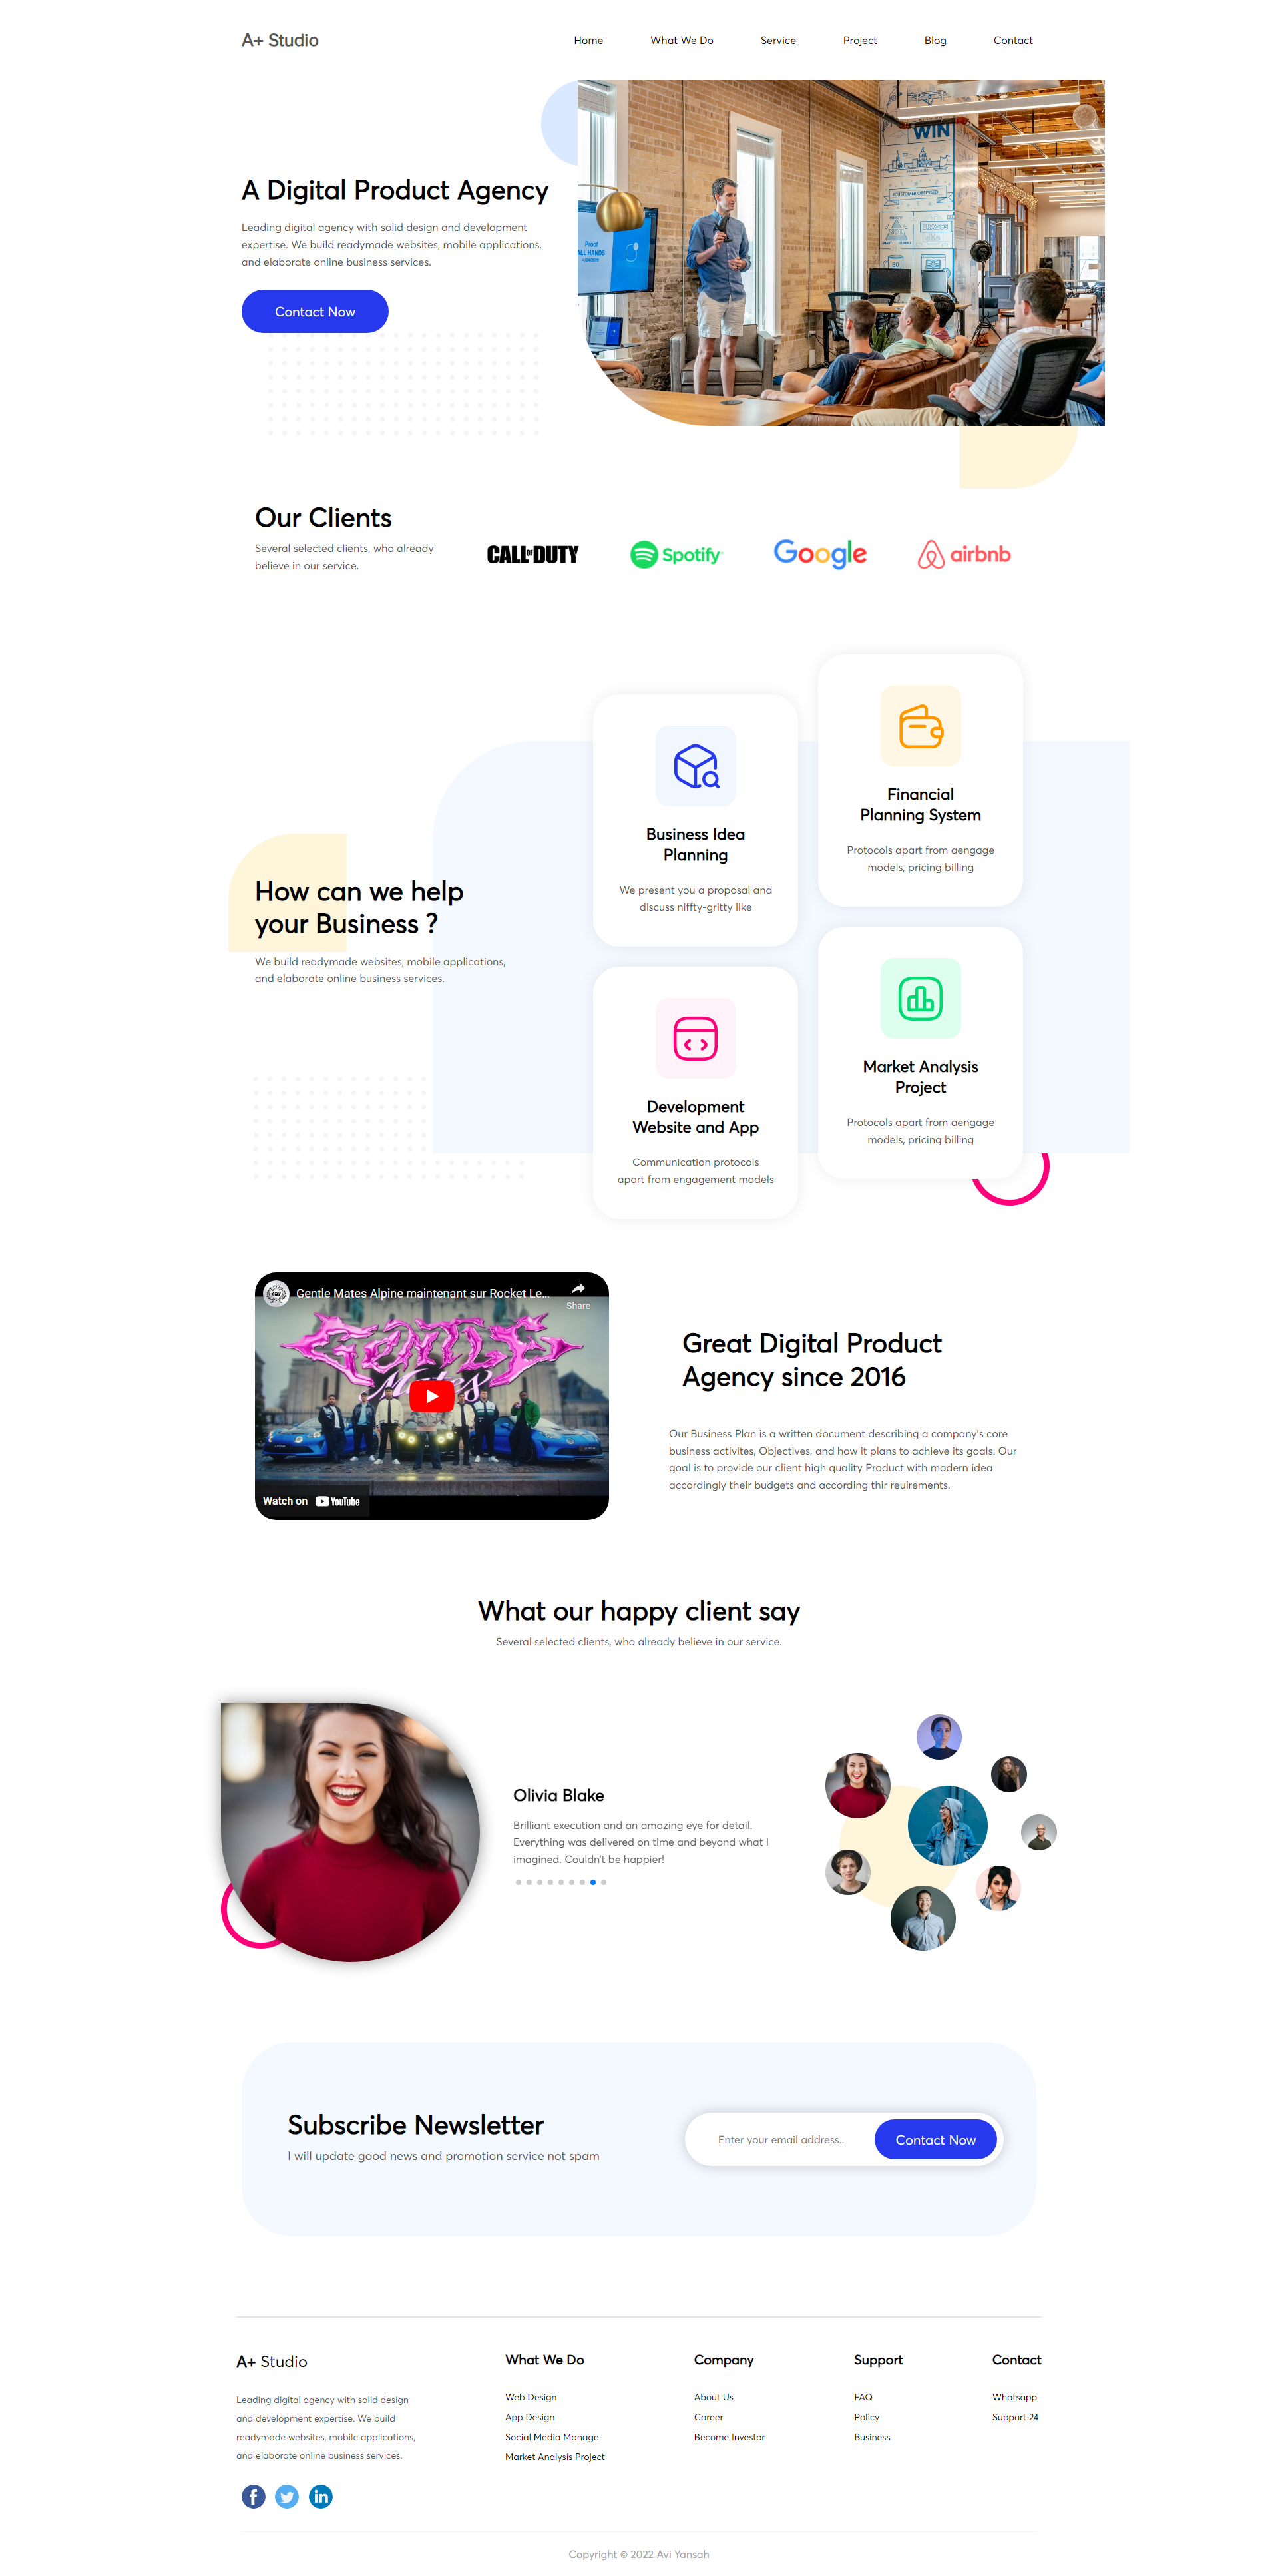 A+ Studio
Home
What We Do
Service
Project
Blog
Contact
WIN
Proof
ALL HANDS
A Digital Product Agency
Leading digital agency with solid design and development
expertise. We build readymade websites, mobile applications,
and elaborate online business services.
Contact Now
Our Clients
Several selected clients, who already
believe in our service.
CALL OF DUTY
Spotify
Google
airbnb
Financial
Planning System
Protocols apart from aengage
models, pricing billing
Business Idea
Planning
We present you a proposal and
discuss niffty-gritty like
How can we help
your Business ?
We build readymade websites, mobile applications,
and elaborate online business services.
Market Analysis
Project
Protocols apart from aengage
models, pricing billing
Development
Website and App
Communication protocols
apart from engagement models
Gentle Mates Alpine maintenant sur Rocket Le...
Share
GENTLE
Mates
Watch on YouTube
Great Digital Product
Agency since 2016
Our Business Plan is a written document describing a company's core
business activites, Objectives, and how it plans to achieve its goals. Our
goal is to provide our client high quality Product with modern idea
accordingly their budgets and according thir reuirements.
What our happy client say
Several selected clients, who already believe in our service.
Olivia Blake
Brilliant execution and an amazing eye for detail.
Everything was delivered on time and beyond what I
imagined. Couldn't be happier!
Subscribe Newsletter
I will update good news and promotion service not spam
Enter your email address..
Contact Now
A+ Studio
Leading digital agency with solid design
and development expertise. We build
readymade websites, mobile applications,
and elaborate online business services.
What We Do
Web Design
App Design
Social Media Manage
Market Analysis Project
Company
About Us
Career
Become Investor
Support
FAQ
Policy
Business
Contact
Whatsapp
Support 24
Copyright © 2022 Avi Yansah